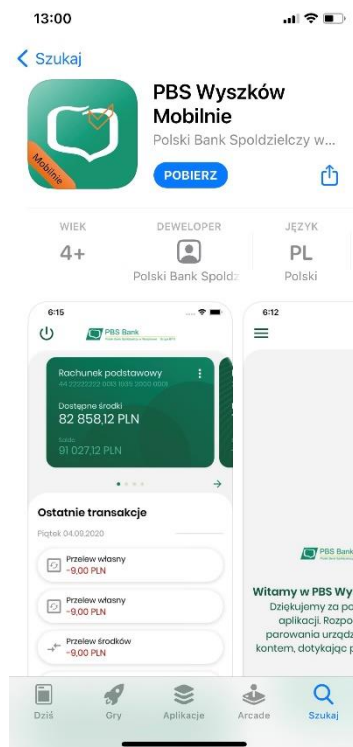 13:00
Szukaj
PBS Wyszków
Mobilnie
Polski Bank Spoldzielczy w...
POBIERZ
Mobilnie
WIEK
DEWELOPER
JĘZYK
4+
PL
Polski Bank Społdz
Polski
6:15
PBS Bank
Rachunek podstawowy
Dostępne środki
82 858,12 PLN
Saldo
91 027,12 PLN
Ostatnie transakcje
Piątek 04.09.2020
Przelew własny
-9,00 PLN
Przelew własny
-9,00 PLN
Przelew środków
-9,00 PLN
6:12
PBS Bank
Witamy w PBS Wy
Dziękujemy za po
aplikacji. Rozpo
parowania urządz
kontem, dotykając p
Dziś
Gry
Aplikacje
Arcade
Szukaj